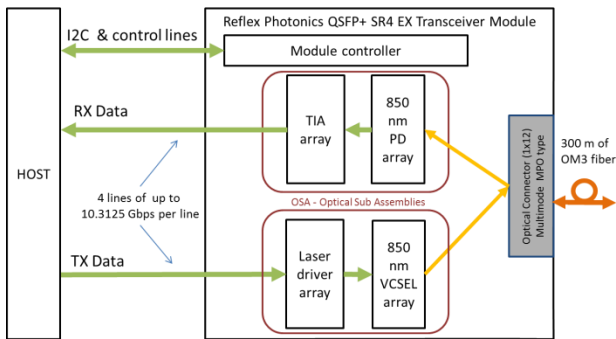 Reflex Photonics QSFP+ SR4 EX Transceiver Module
I2C & control lines
Module controller
RX Data
TIA
array
850
nm
PD
array
HOST
4 lines of up to
10.3125 Gbps per line
OSA - Optical Sub Assemblies
Optical Connector (1x12)
Multimode MPO type
300 m of
OM3 fiber
TX Data
Laser
driver
array
850
nm
VCSEL
array